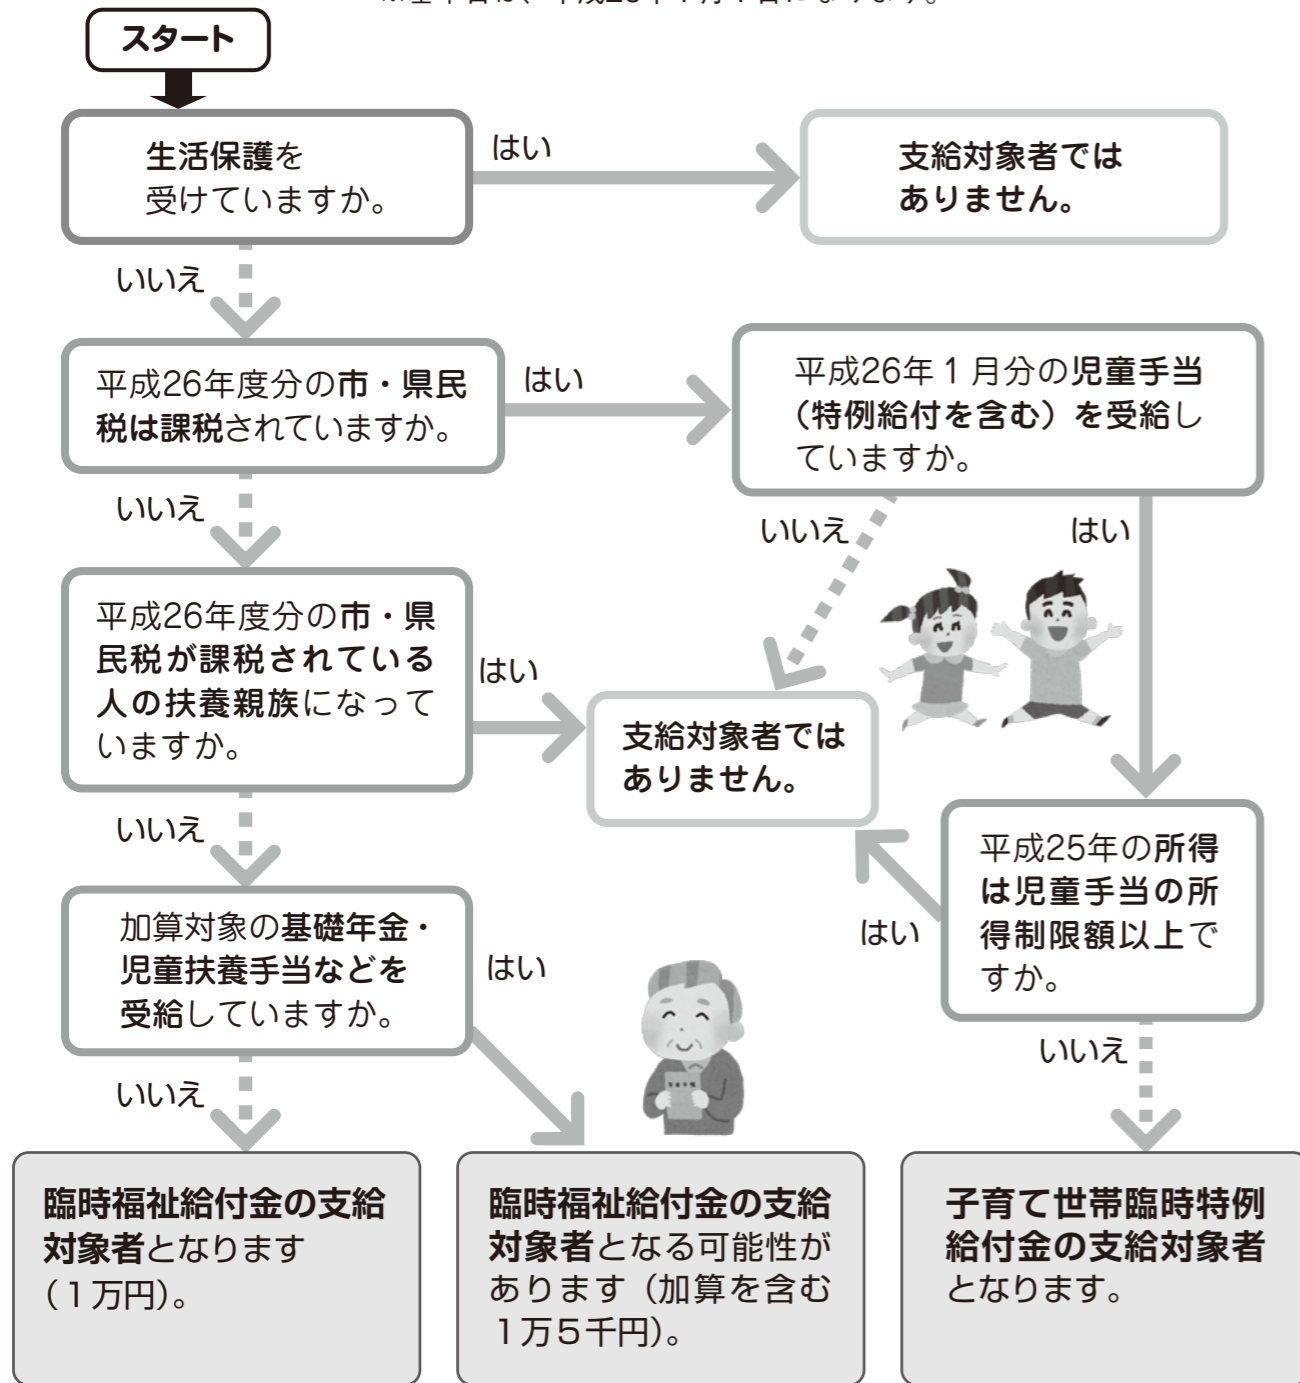 スタート
生活保護を
受けていますか。
はい
支給対象者では
ありません。
いいえ
平成26年度分の市・県民
税は課税されていますか。
はい
平成26年1月分の児童手当
（特例給付を含む）を受給し
ていますか。
いいえ
いいえ
はい
平成26年度分の市・県
民税が課税されている
人の扶養親族になって
いますか。
はい
支給対象者では
ありません。
いいえ
平成25年の所得
は児童手当の所
得制限額以上で
すか。
はい
加算対象の基礎年金・
児童扶養手当などを
受給していますか。
はい
いいえ
いいえ
臨時福祉給付金の支給
対象者となります
（1万円）。
臨時福祉給付金の支給
対象者となる可能性が
あります（加算を含む
1万5千円）。
子育て世帯臨時特例
給付金の支給対象者
となります。